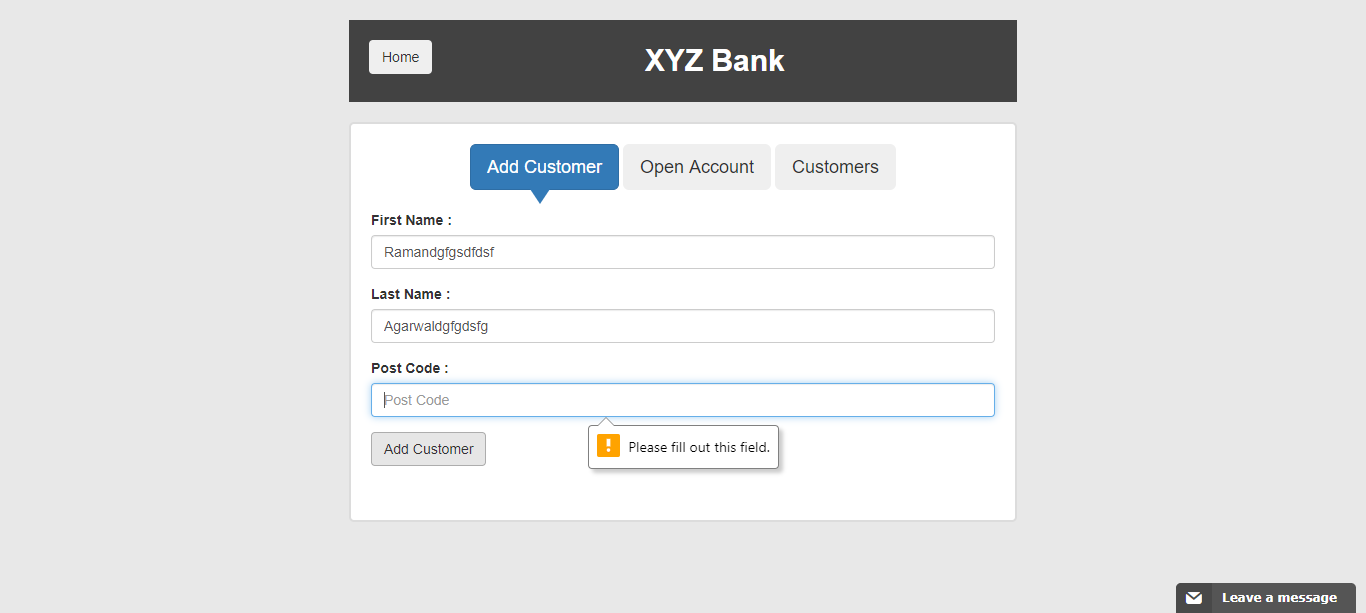 Home
XYZ Bank
Add Customer
Open Account
Customers
First Name :
Ramandgfgsdfdsf
Last Name :
Agarwaldgfgdsfg
Post Code :
Post Code
Add Customer
! Please fill out this field.
Leave a message